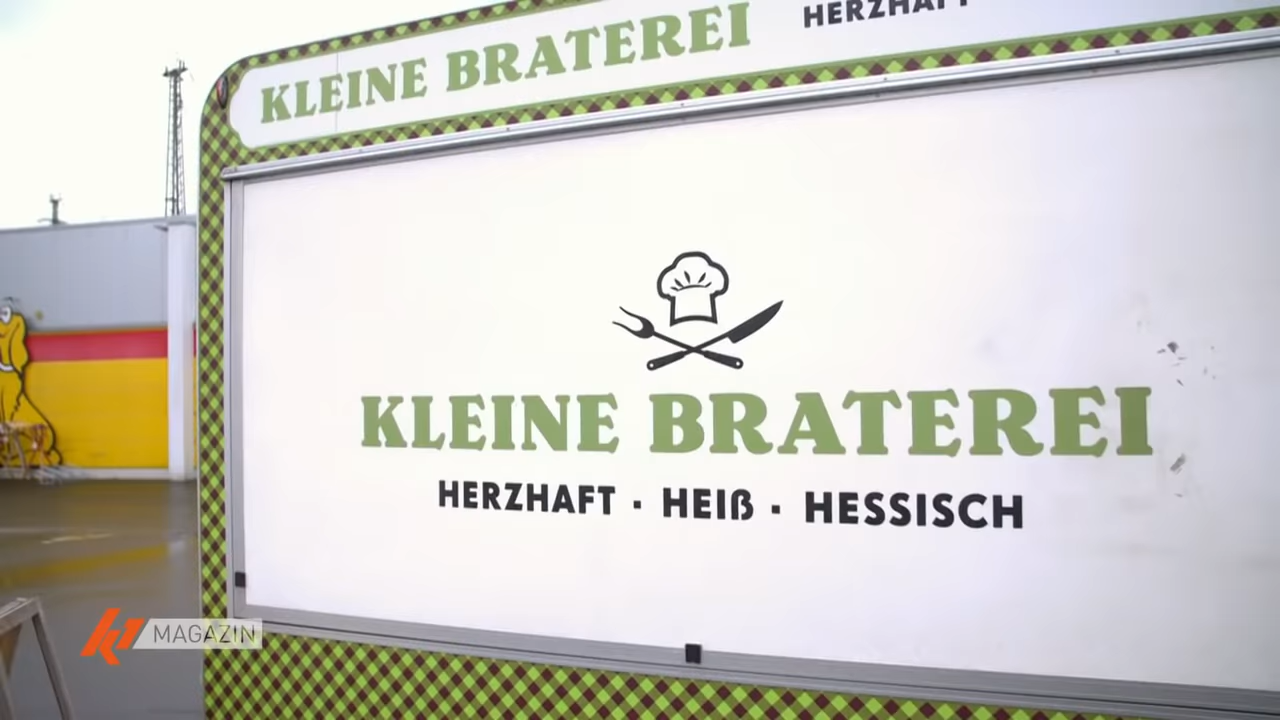 KLEINE BRATEREI HERZHAFT
KLEINE BRATEREI
HERZHAFT · HEIß · HESSISCH
k1 MAGAZIN